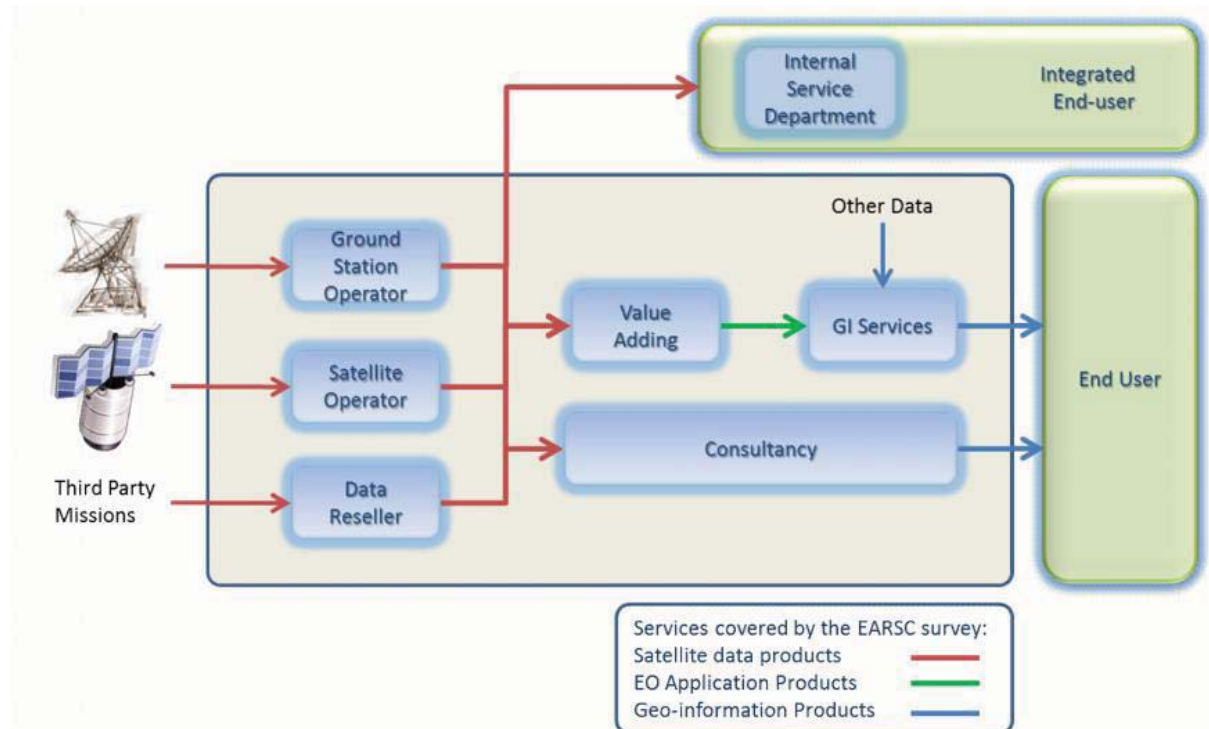 Internal
Service
Department
Integrated
End-user
Other Data
Ground
Station
Operator
Value
Adding
GI Services
End User
Satellite
Operator
Consultancy
Third Party
Missions
Data
Reseller
Services covered by the EARSC survey:
Satellite data products
EO Application Products
Geo-information Products